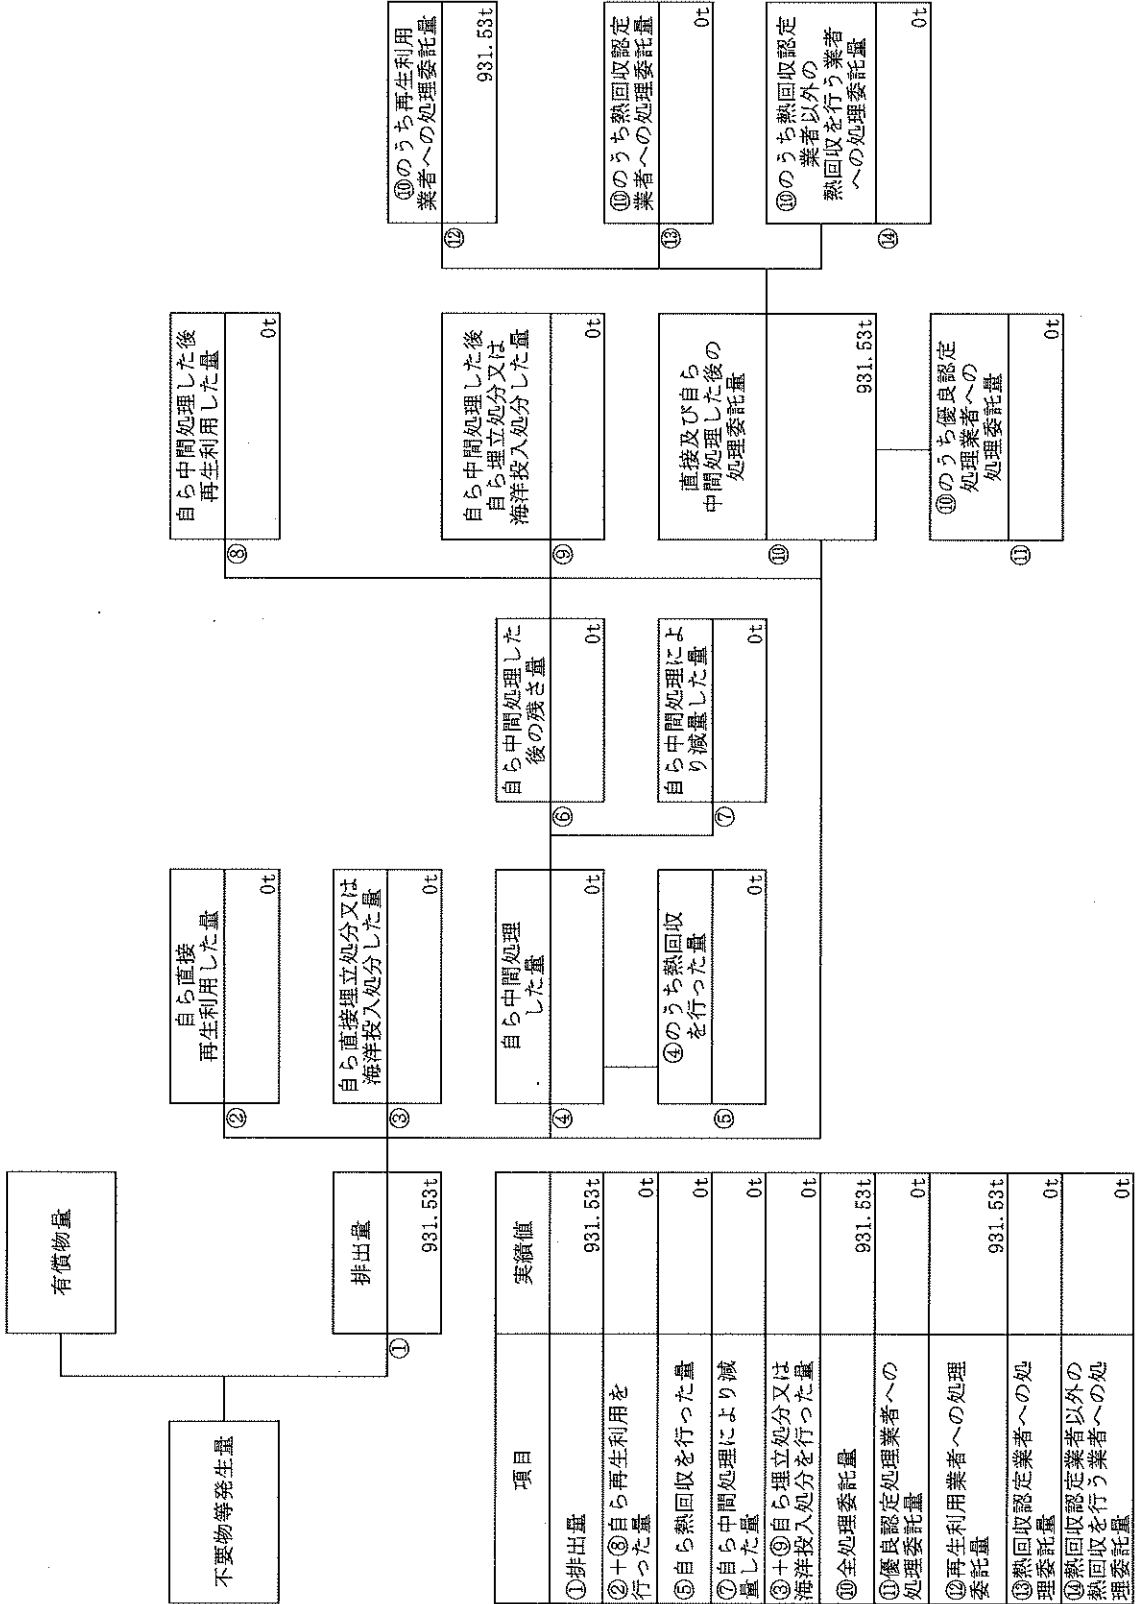 有償物量
不要物等発生量
①
排出量
931.53t
②
自ら直接
再生利用した量
0t
③
自ら直接埋立処分又は
海洋投入処分した量
0t
④
自ら中間処理
した量
0t
⑤
④のうち熱回収
を行った量
0t
⑥
自ら中間処理した
後の残さ量
0t
⑦
自ら中間処理によ
り減量した量
0t
⑧
自ら中間処理した後
再生利用した量
0t
⑨
自ら中間処理した後
自ら埋立処分又は
海洋投入処分した量
0t
⑩
直接及び自ら
中間処理した後の
処理委託量
931.53t
⑪
⑩のうち優良認定
処理業者への
処理委託量
0t
⑫
⑩のうち再生利用
業者への処理委託量
931.53t
⑬
⑩のうち熱回収認定
業者への処理委託量
0t
⑭
⑩のうち熱回収認定
業者以外の
熱回収を行う業者
への処理委託量
0t
項目 実績値
①排出量 931.53t
②+⑧自ら再生利用を
行った量 0t
⑤自ら熱回収を行った量 0t
⑦自ら中間処理により減
量した量 0t
③+⑨自ら埋立処分又は
海洋投入処分を行った量 0t
⑩全処理委託量 931.53t
⑪優良認定処理業者への
処理委託量 0t
⑫再生利用業者への処理
委託量 931.53t
⑬熱回収認定業者への処
理委託量 0t
⑭熱回収認定業者以外の
熱回収を行う業者への処
理委託量 0t